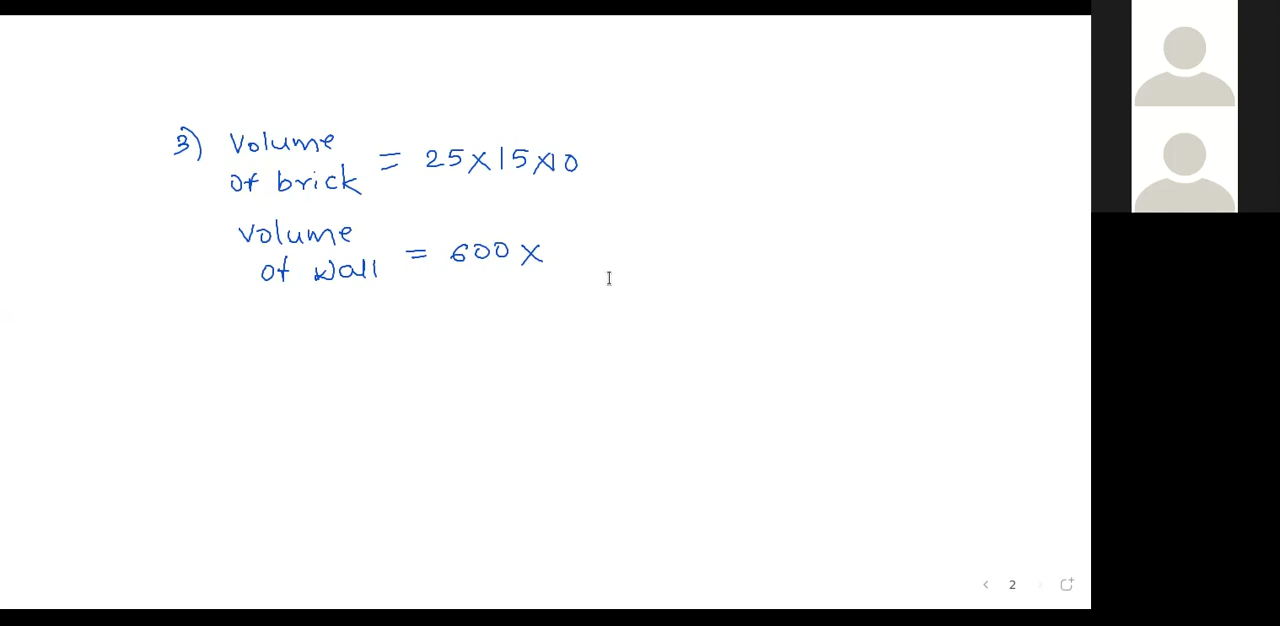 3) Volume
of brick = 25 X 15 X 10
Volume
of wall = 600 X
2